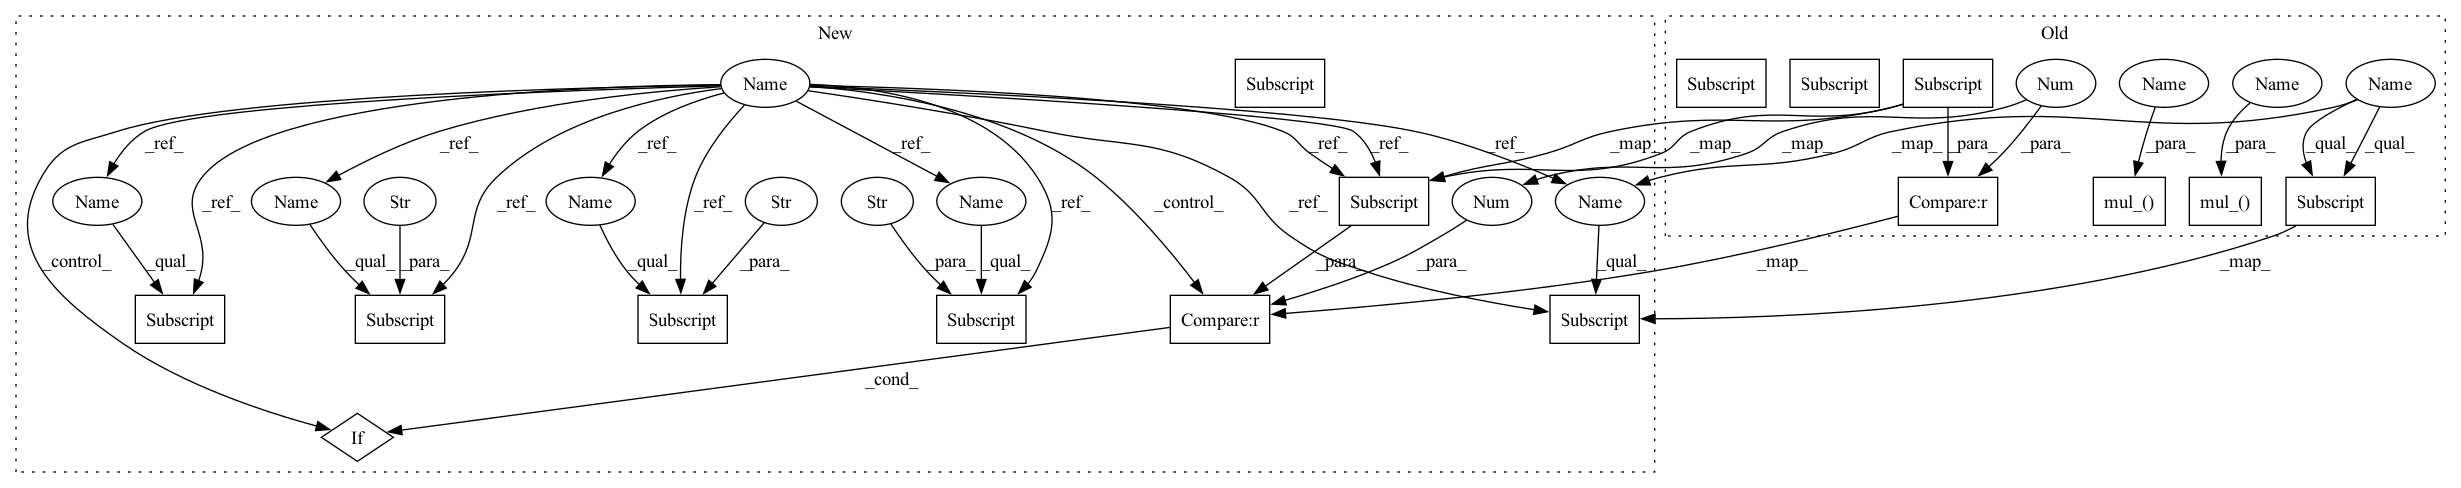 New
Old
Name
Subscript
Subscript
Subscript
Subscript
Num
Name
Name
Name
_ref_
_ref_
_ref_
_ref_
_ref_
_ref_
_ref_
_map_
_map_
_map_
_para_
_para_
_para_
_para_
_qual_
_qual_
Name
Name
Str
Name
Str
Str
Name
Subscript
Num
Name
Compare:r
mul_()
mul_()
Subscript
_ref_
_ref_
_ref_
_ref_
_control_
_ref_
_control_
_qual_
_qual_
_para_
_qual_
_para_
_para_
_qual_
_para_
_para_
_qual_
_map_
_map_
Subscript
Subscript
Subscript
Subscript
Compare:r
Subscript
_cond_
If